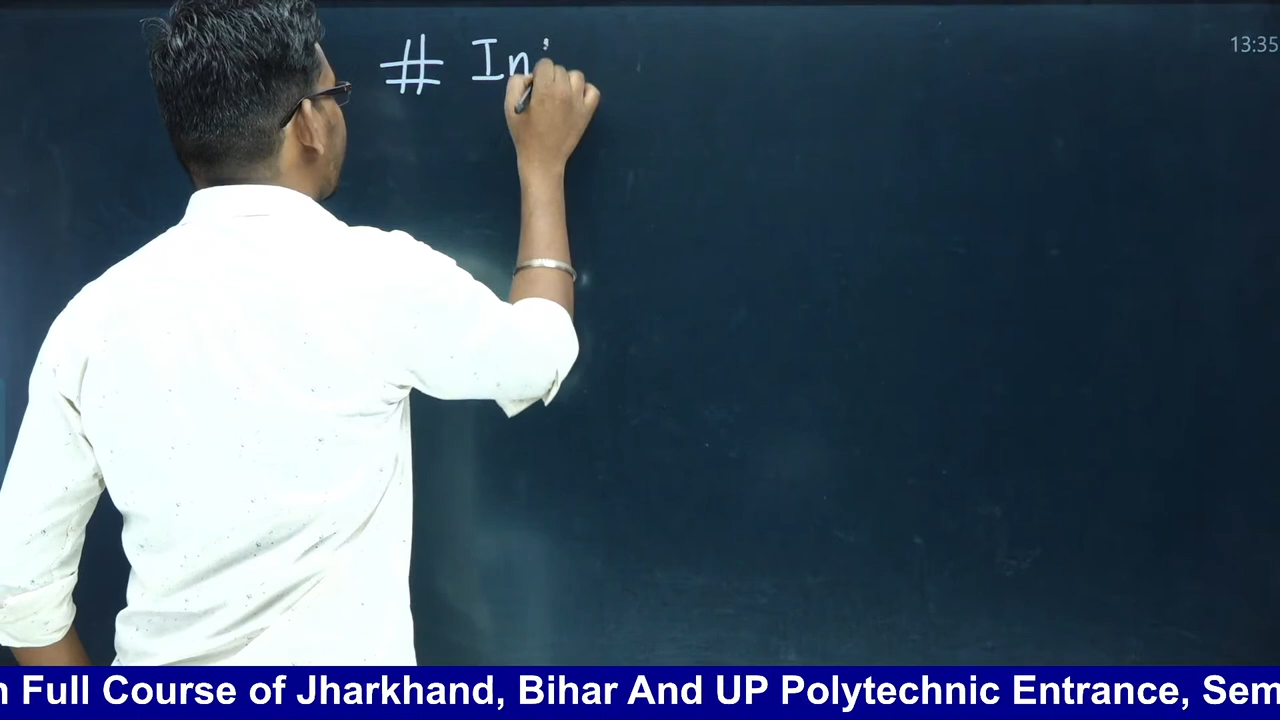 # In
13:35
n Full Course of Jharkhand, Bihar And UP Polytechnic Entrance, Sem